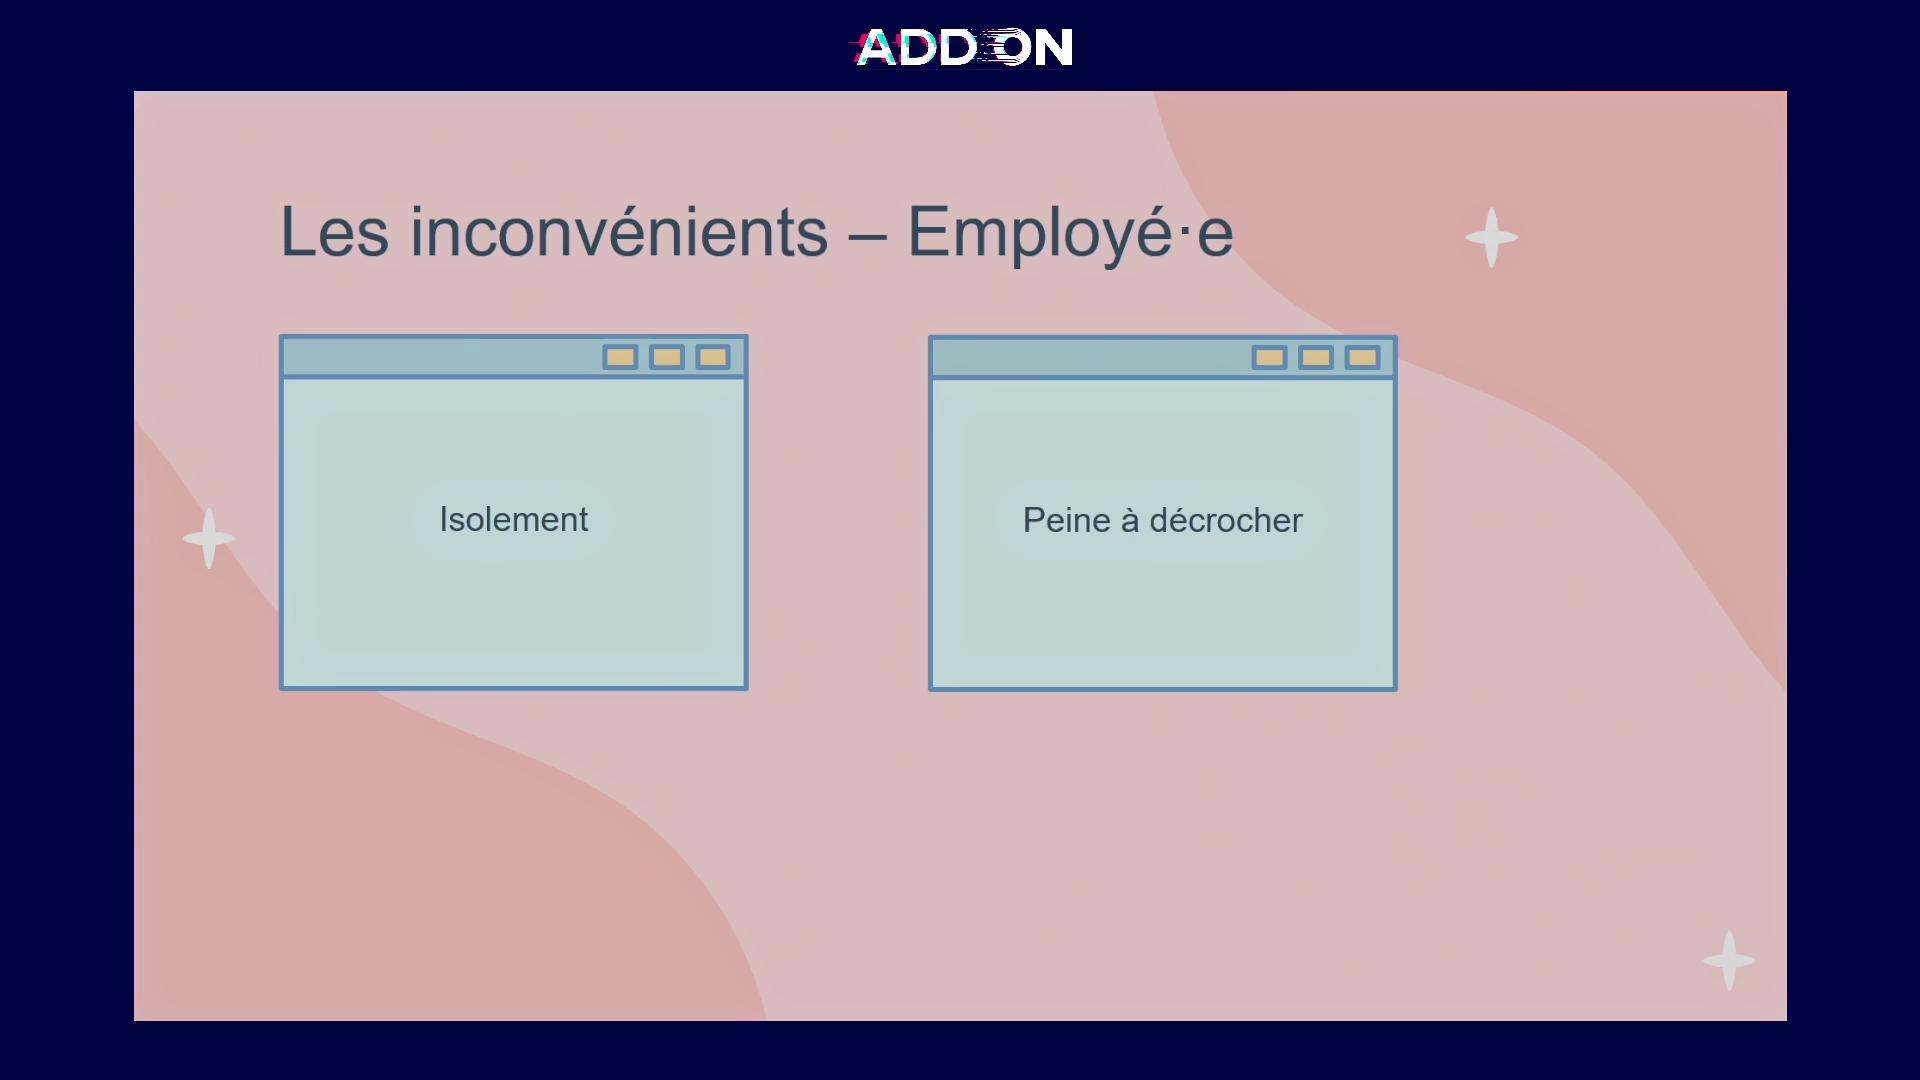 ADDON
Les inconvénients – Employé·e
Isolement
Peine à décrocher